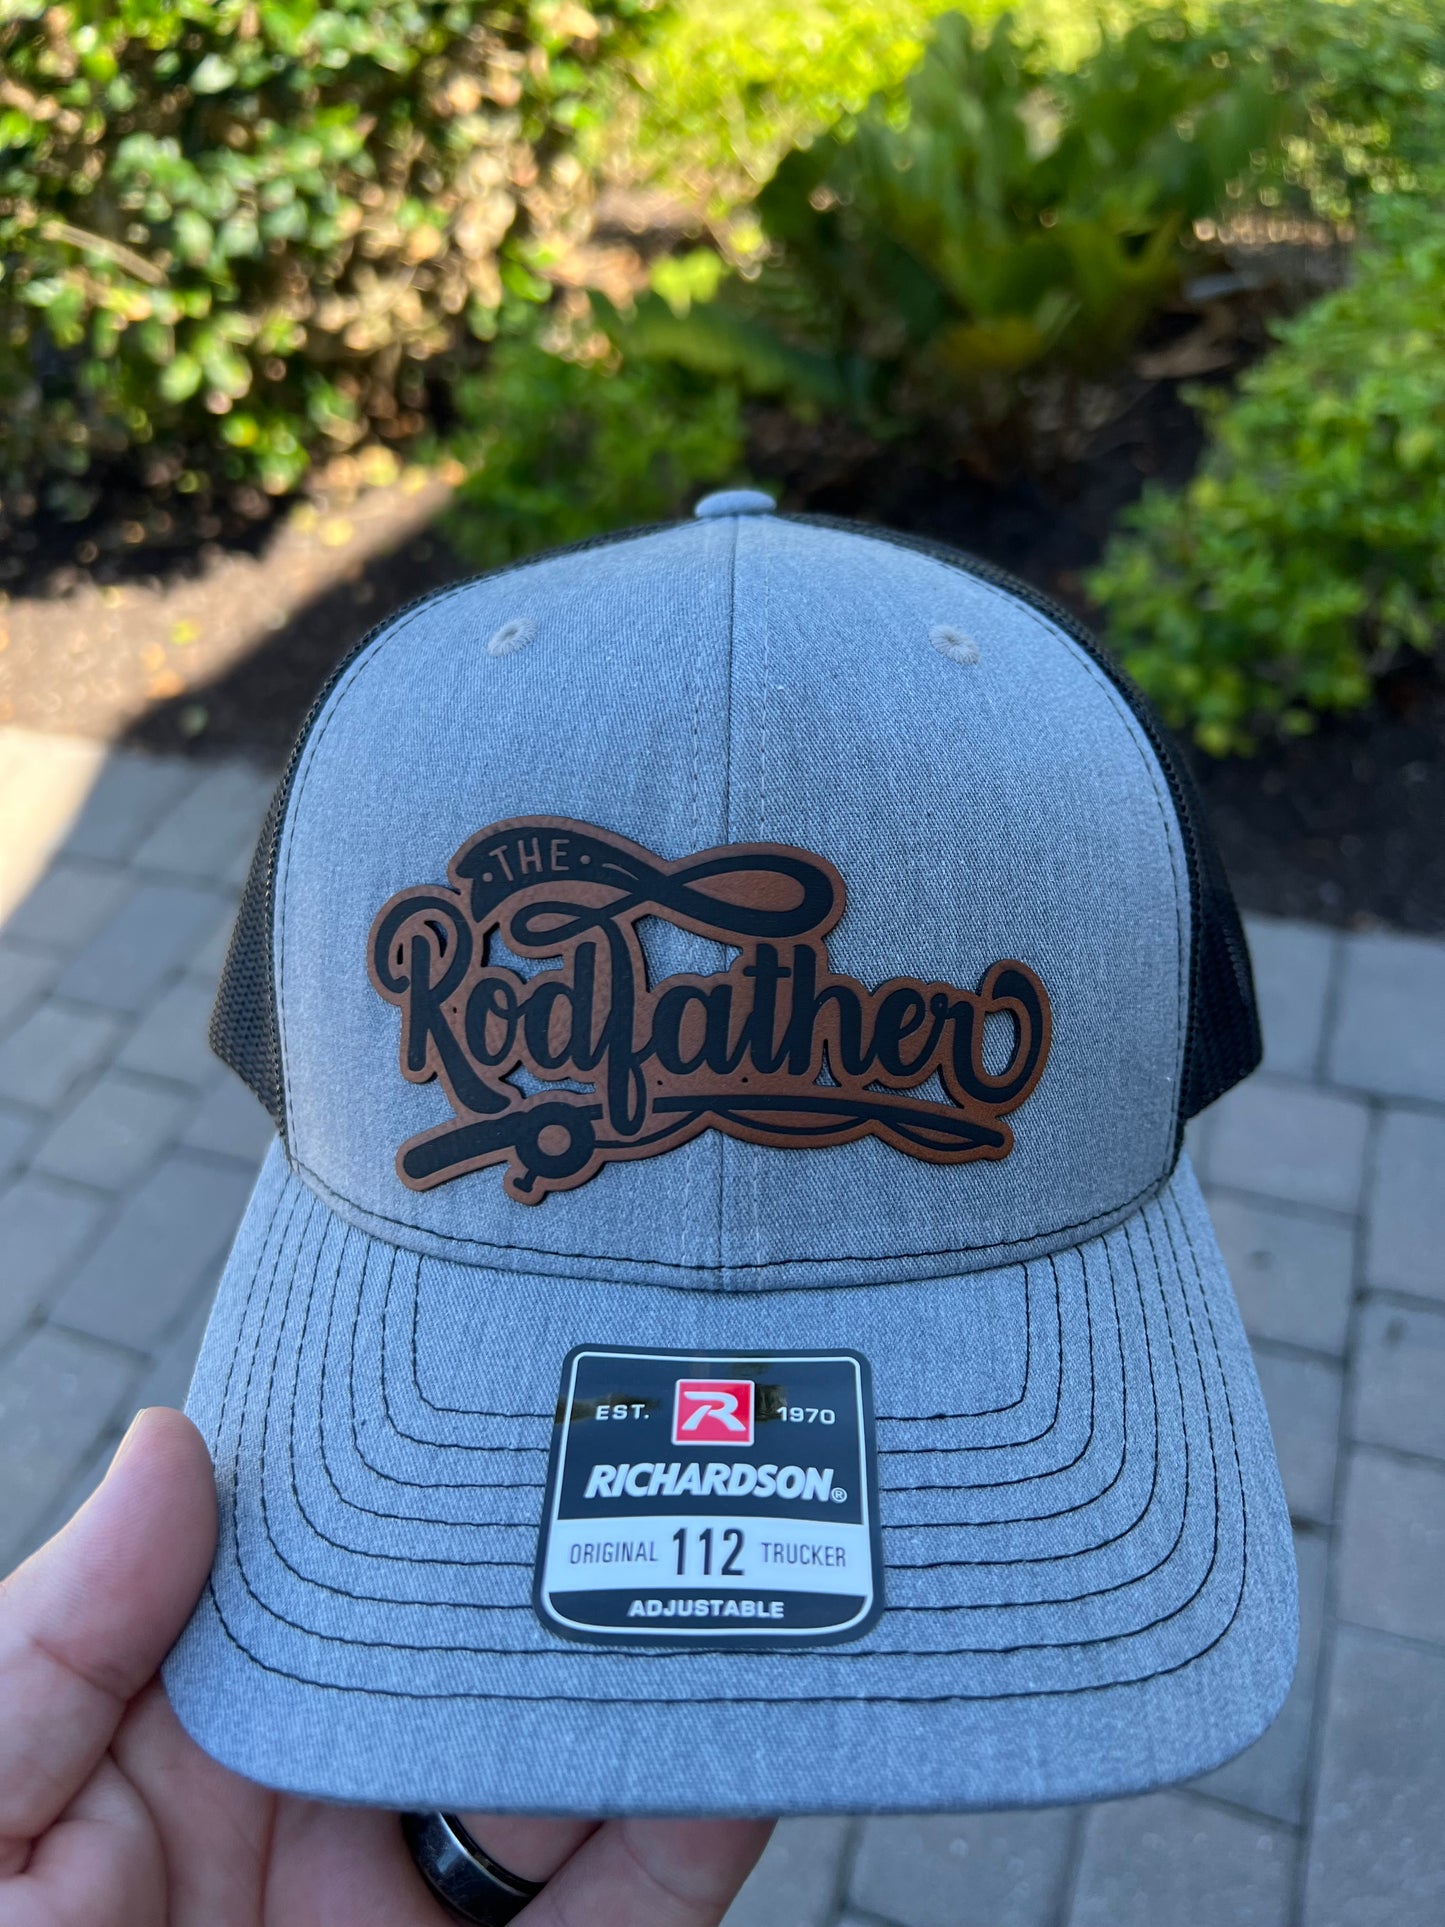 • THE •
Rodfather
EST. R 1970
RICHARDSON®
ORIGINAL 112 TRUCKER
ADJUSTABLE